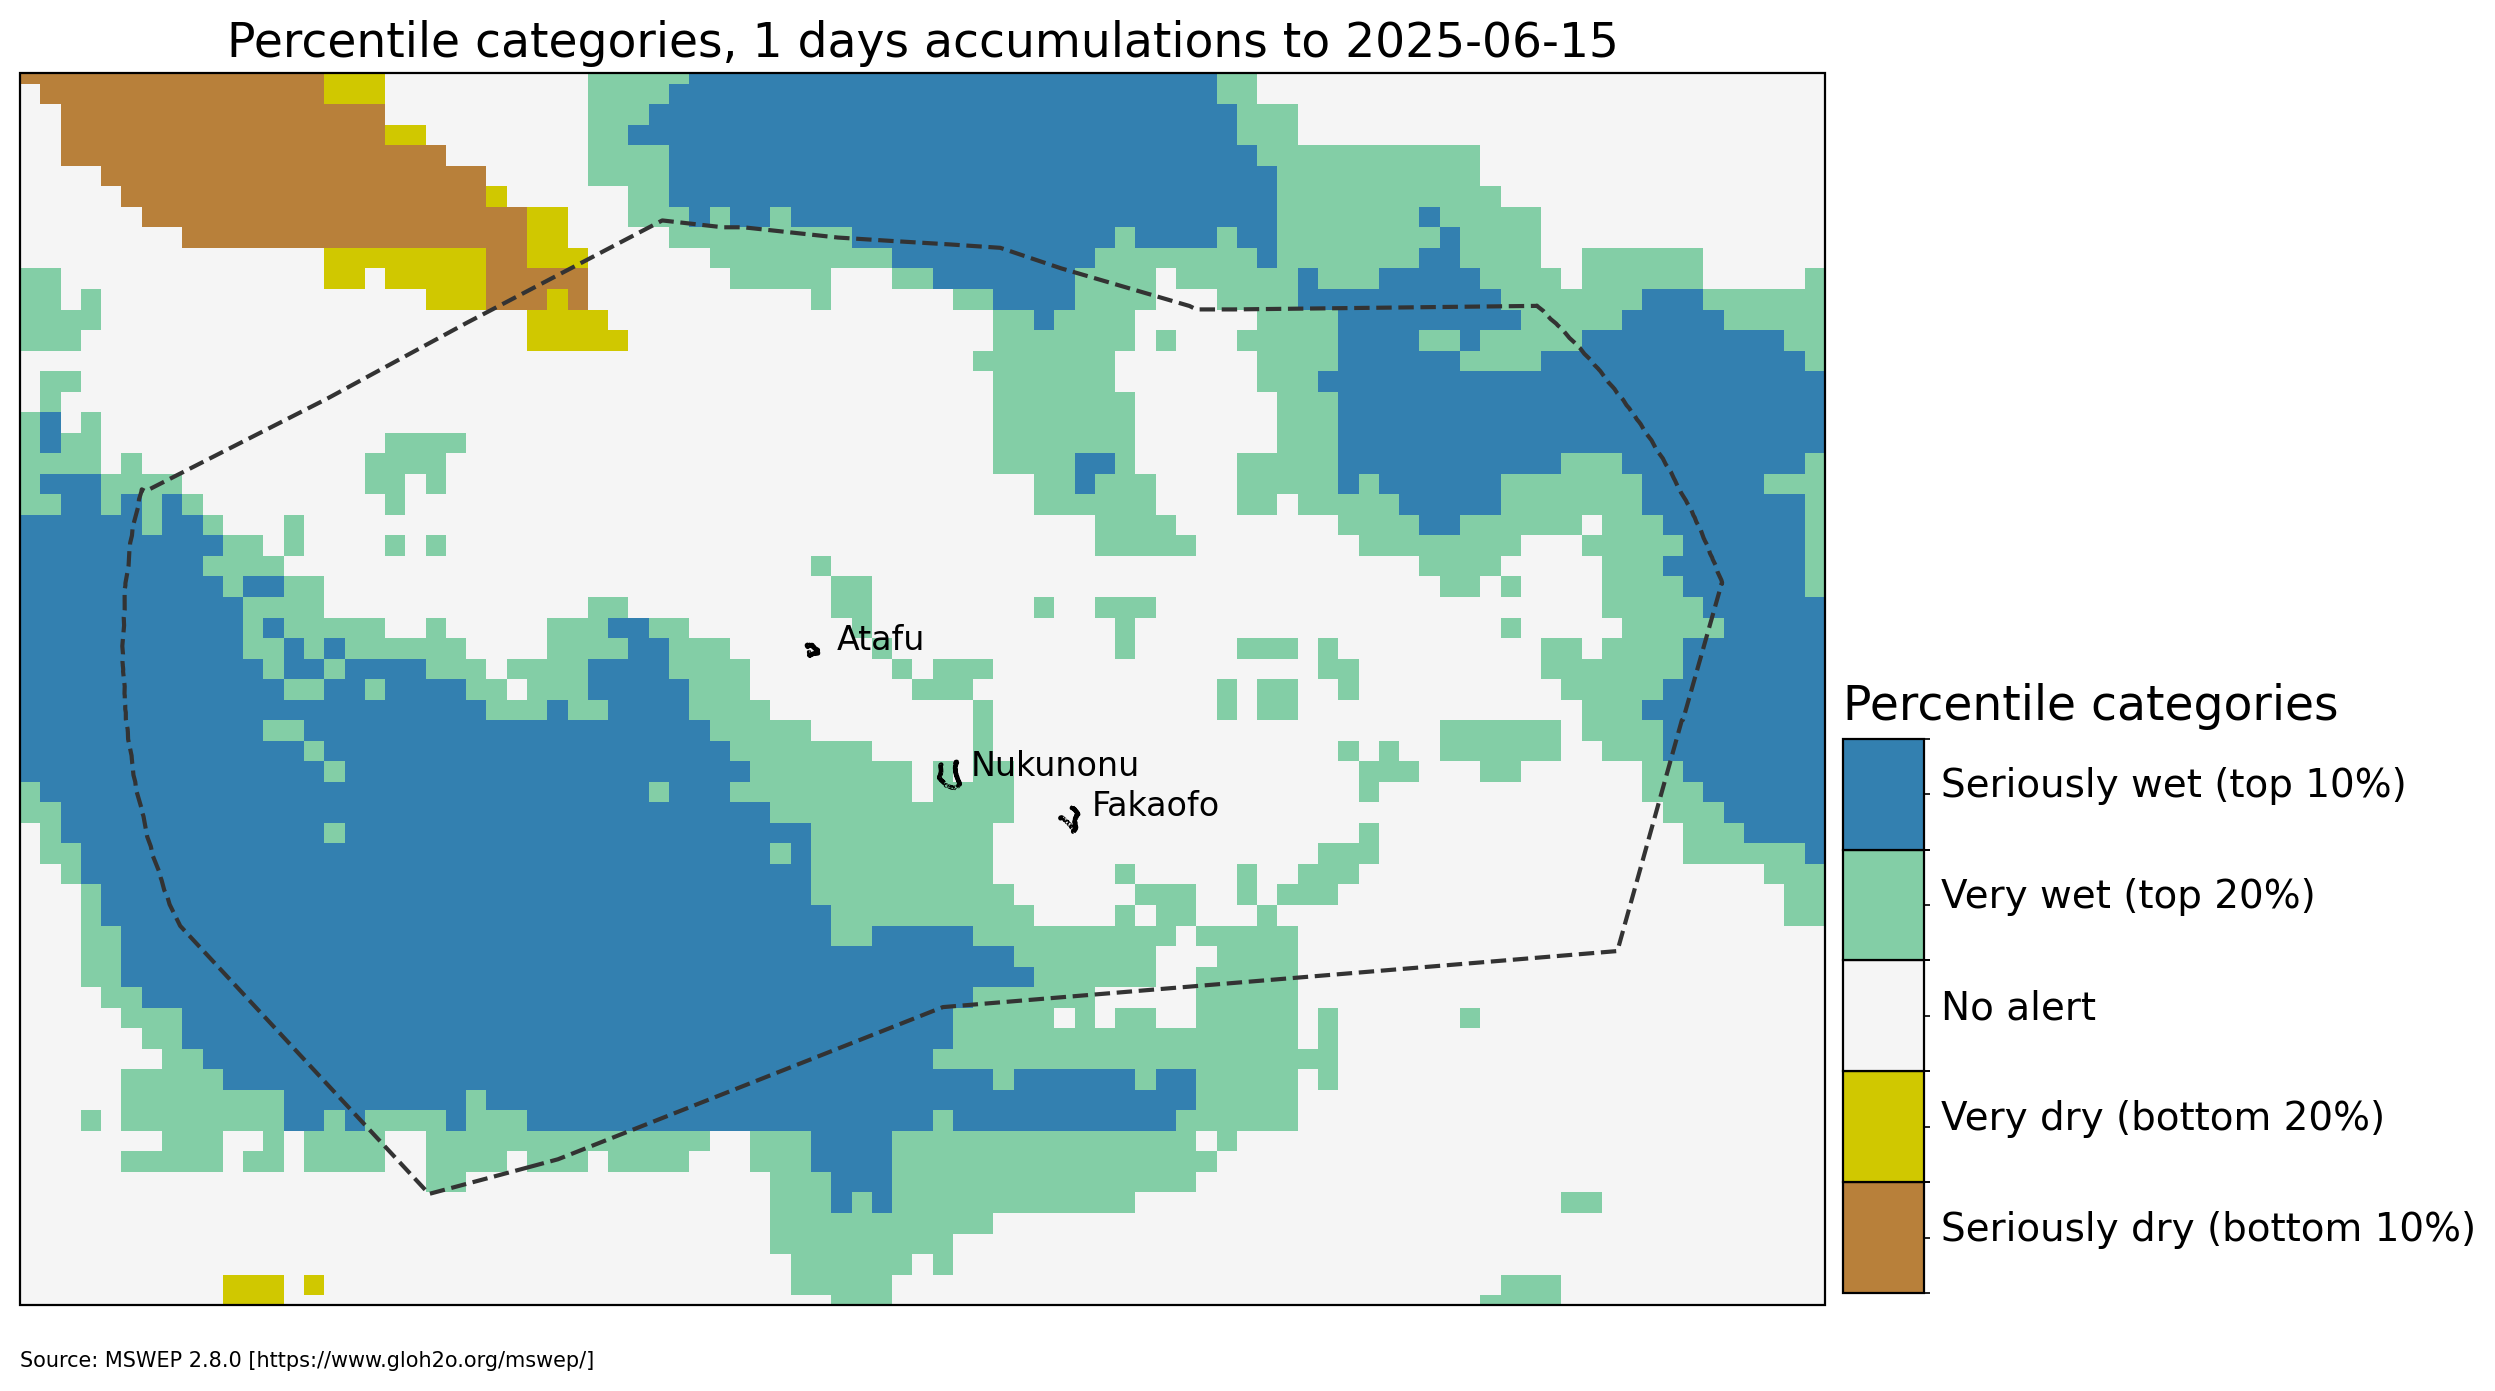 Percentile categories, 1 days accumulations to 2025-06-15
Atafu
Nukunonu
Fakaofo
Percentile categories
Seriously wet (top 10%)
Very wet (top 20%)
No alert
Very dry (bottom 20%)
Seriously dry (bottom 10%)
Source: MSWEP 2.8.0 [https://www.gloh2o.org/mswep/]